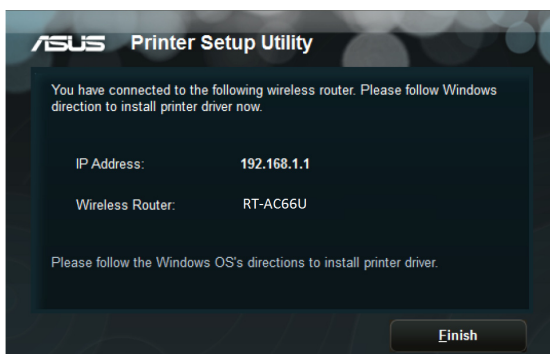 ASUS Printer Setup Utility
You have connected to the following wireless router. Please follow Windows
direction to install printer driver now.
IP Address: 192.168.1.1
Wireless Router: RT-AC66U
Please follow the Windows OS's directions to install printer driver.
Finish